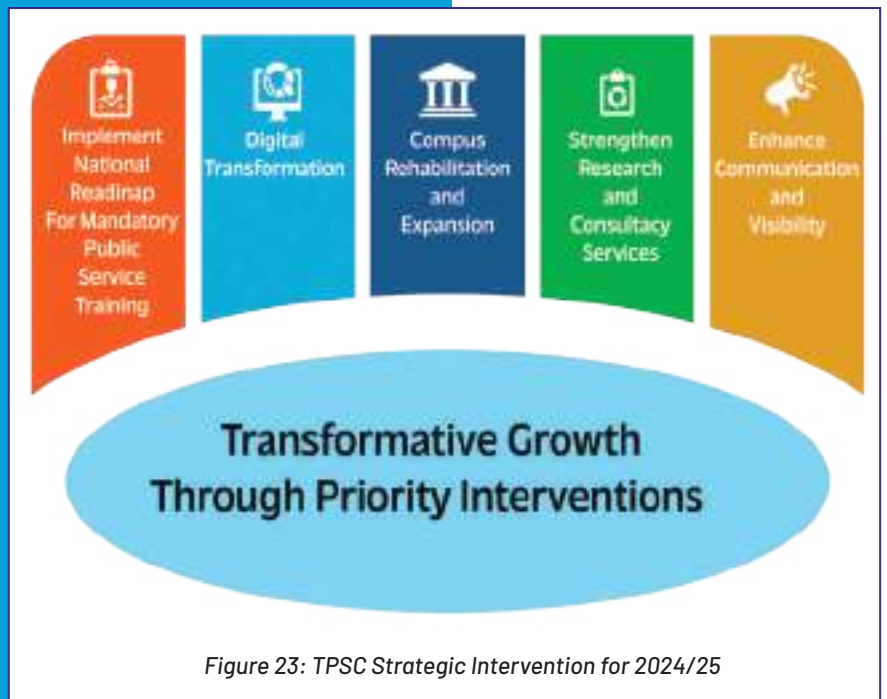 Implement
National
Readinap
For Mandatory
Public
Service
Training
Digital
Transformation
Compus
Rehabilitation
and
Expansion
Strengthen
Research
and
Consultacy
Services
Enhance
Communication
and
Visibility
Transformative Growth
Through Priority Interventions
Figure 23: TPSC Strategic Intervention for 2024/25